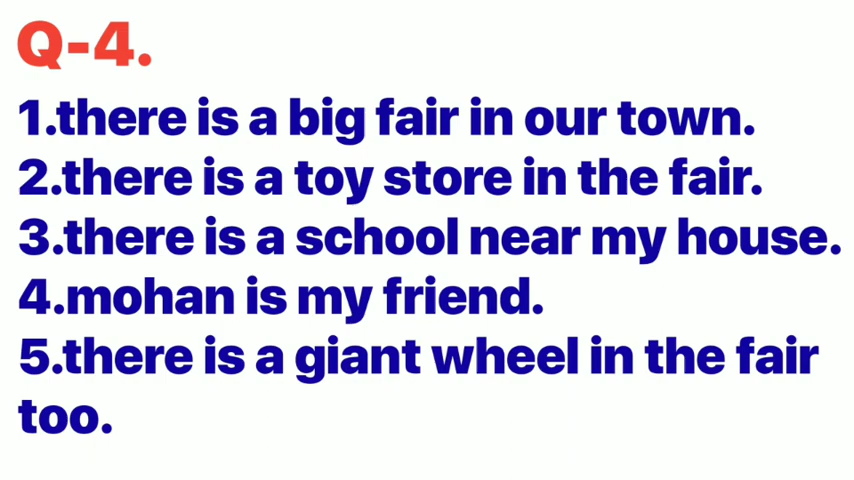 Q-4.
1.there is a big fair in our town.
2.there is a toy store in the fair.
3.there is a school near my house.
4.mohan is my friend.
5.there is a giant wheel in the fair
too.